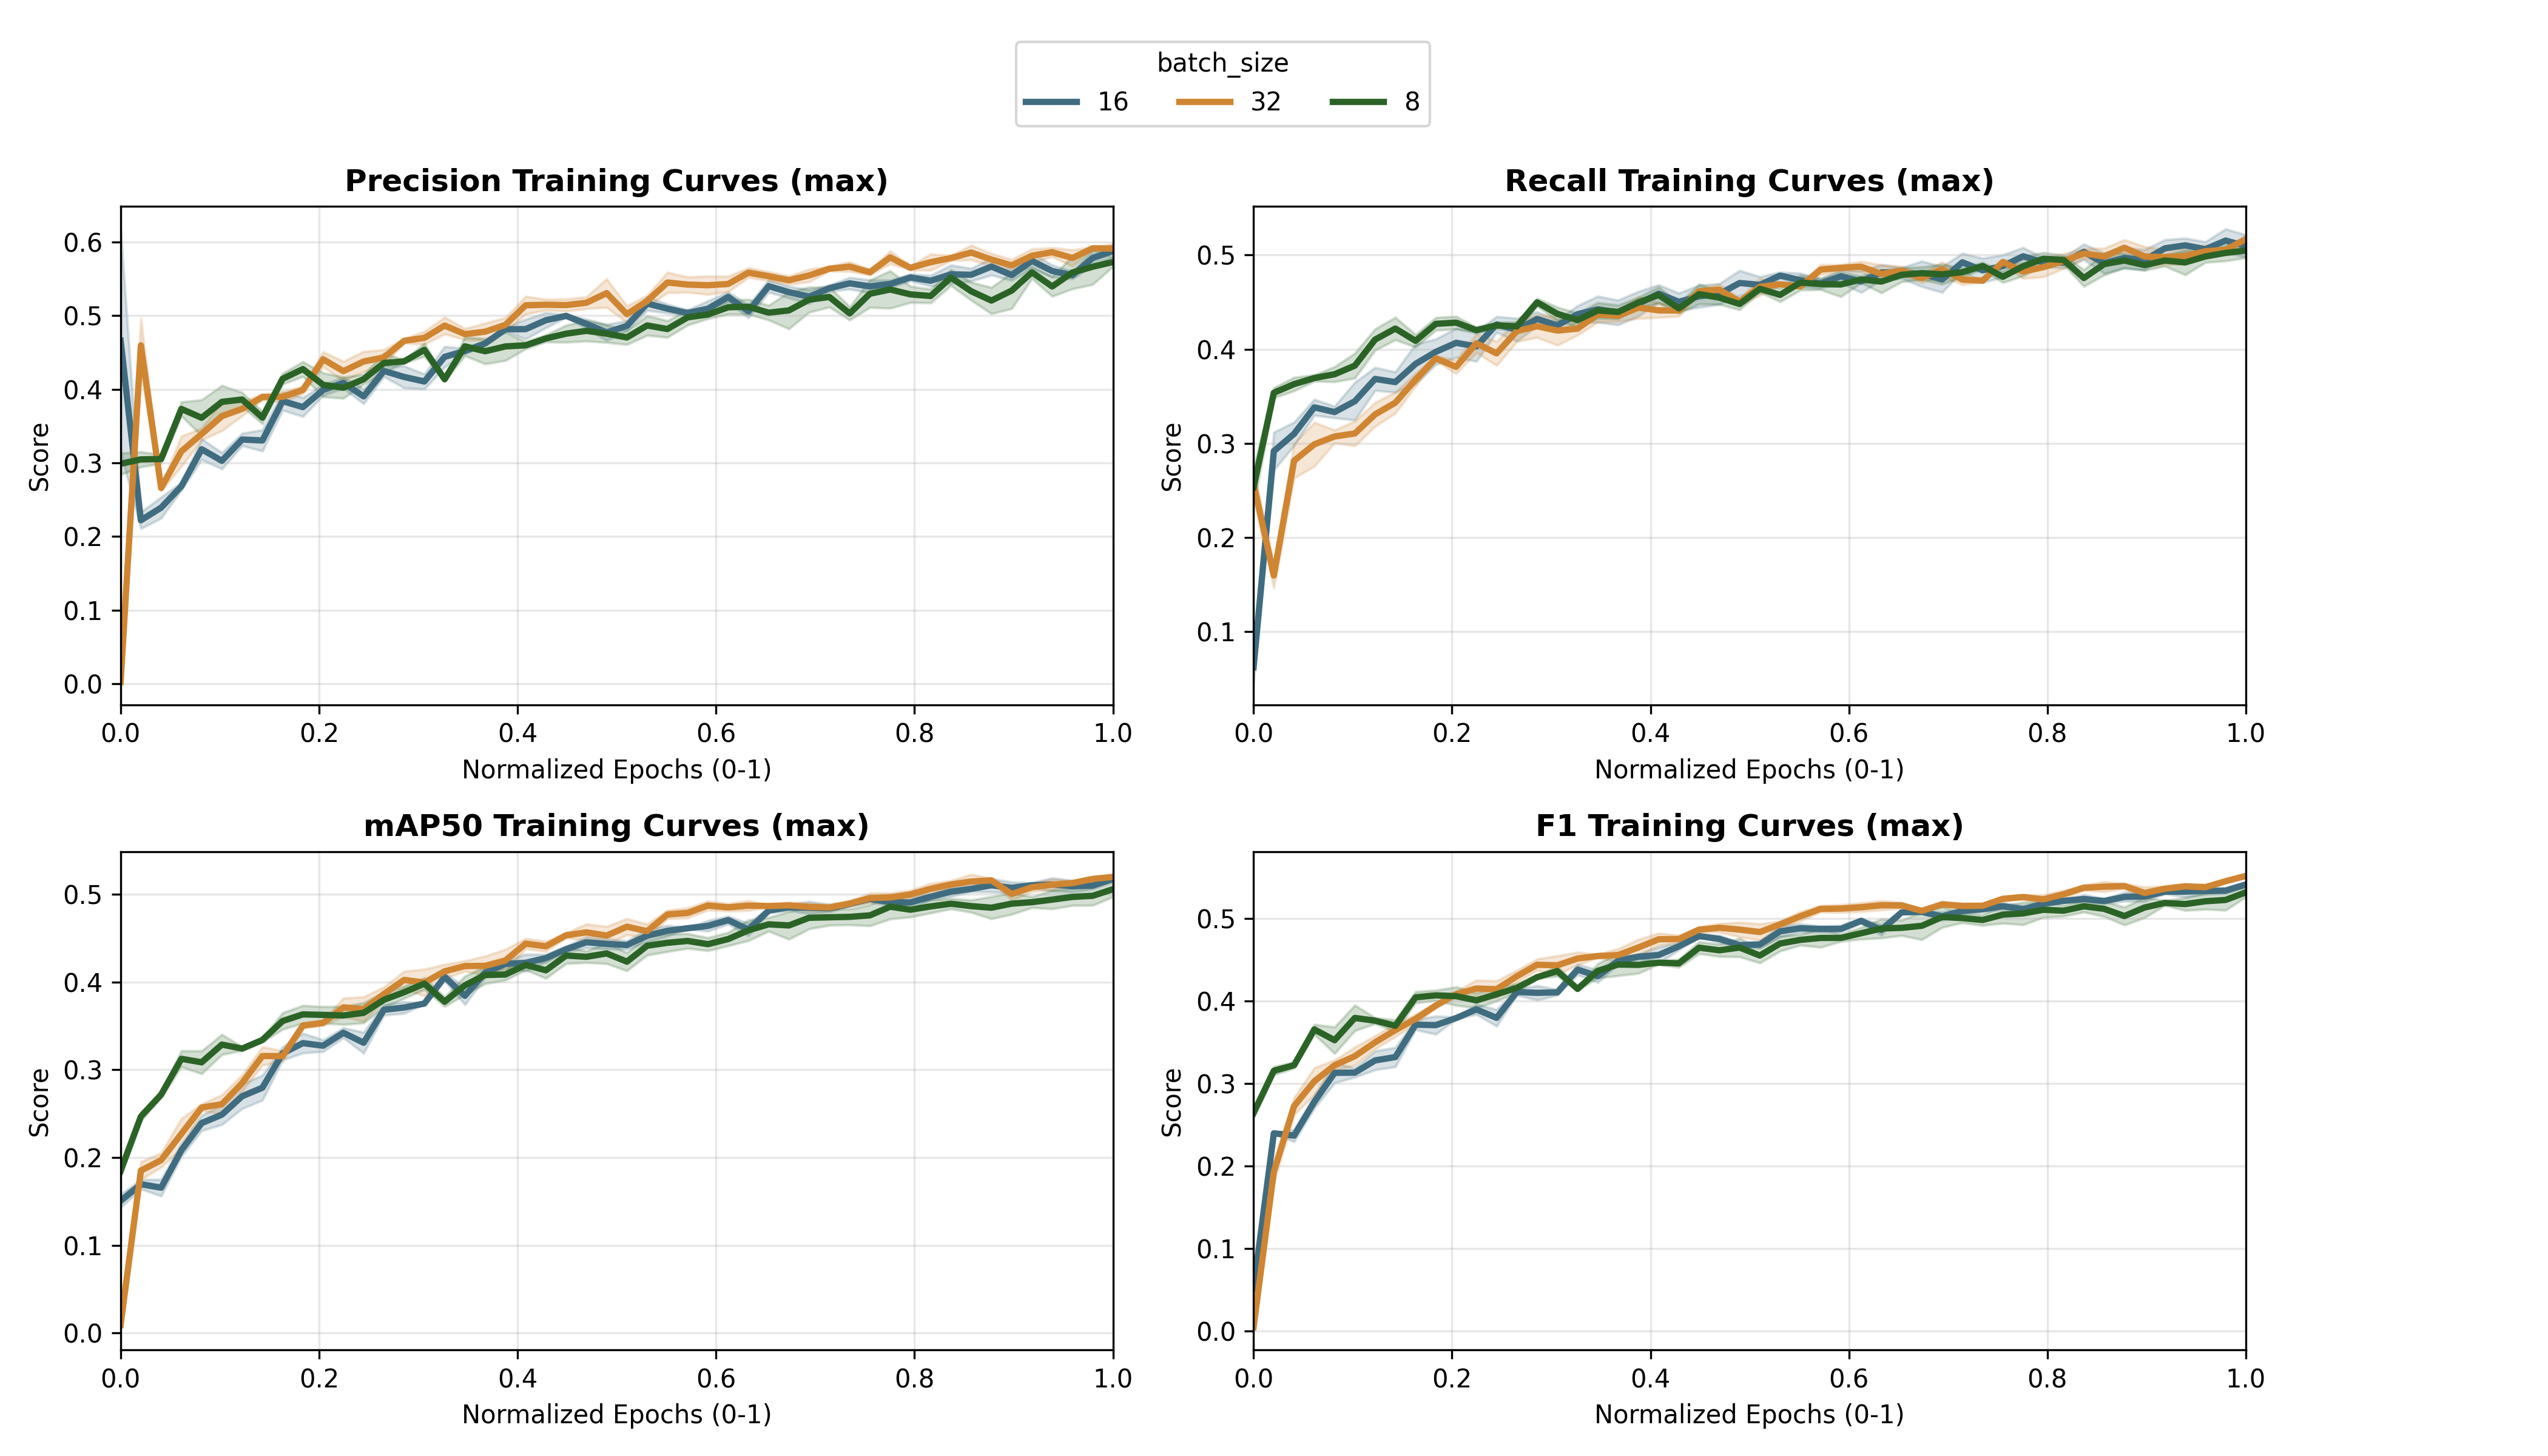 batch_size
16 32 8
Precision Training Curves (max)
0.6
0.5
0.4
0.3
0.2
0.1
0.0
Score
0.0 0.2 0.4 0.6 0.8 1.0
Normalized Epochs (0-1)
Recall Training Curves (max)
0.5
0.4
0.3
0.2
0.1
Score
0.0 0.2 0.4 0.6 0.8 1.0
Normalized Epochs (0-1)
mAP50 Training Curves (max)
0.5
0.4
0.3
0.2
0.1
0.0
Score
0.0 0.2 0.4 0.6 0.8 1.0
Normalized Epochs (0-1)
F1 Training Curves (max)
0.5
0.4
0.3
0.2
0.1
0.0
Score
0.0 0.2 0.4 0.6 0.8 1.0
Normalized Epochs (0-1)